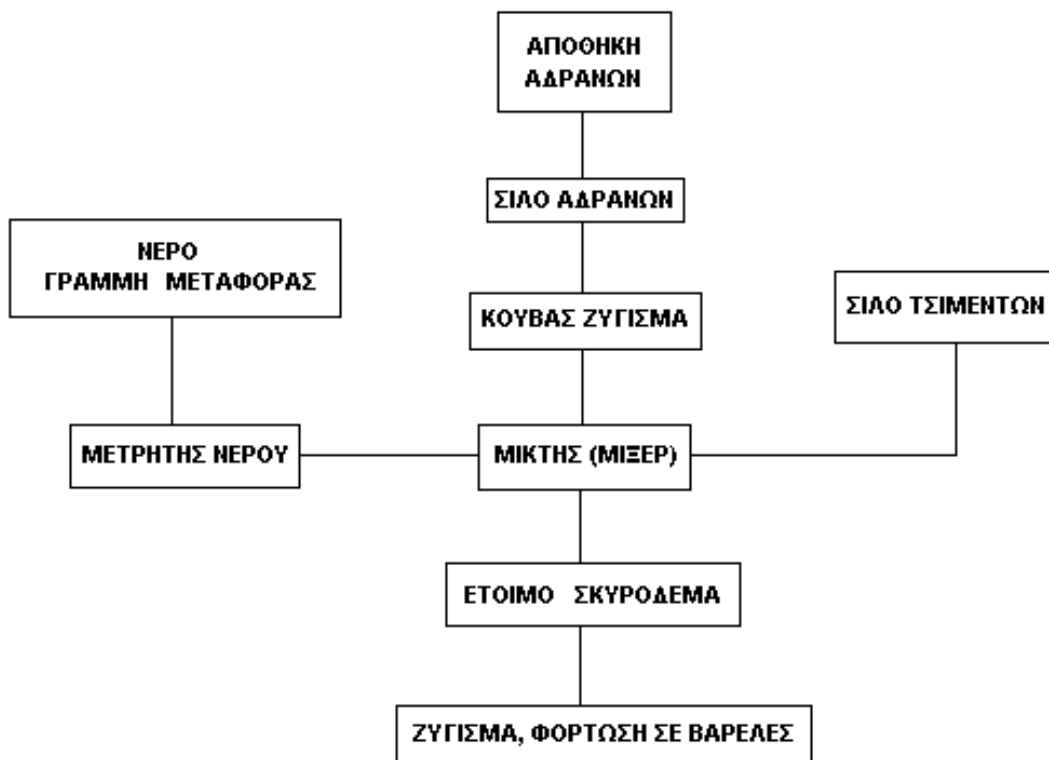 ΑΠΟΘΗΚΗ
ΑΔΡΑΝΩΝ
ΣΙΛΟ ΑΔΡΑΝΩΝ
ΝΕΡΟ
ΓΡΑΜΜΗ ΜΕΤΑΦΟΡΑΣ
ΚΟΥΒΑΣ ΖΥΓΙΣΜΑ
ΣΙΛΟ ΤΣΙΜΕΝΤΩΝ
ΜΕΤΡΗΤΗΣ ΝΕΡΟΥ
ΜΙΚΤΗΣ (ΜΙΞΕΡ)
ΕΤΟΙΜΟ ΣΚΥΡΟΔΕΜΑ
ΖΥΓΙΣΜΑ, ΦΟΡΤΩΣΗ ΣΕ ΒΑΡΕΛΕΣ